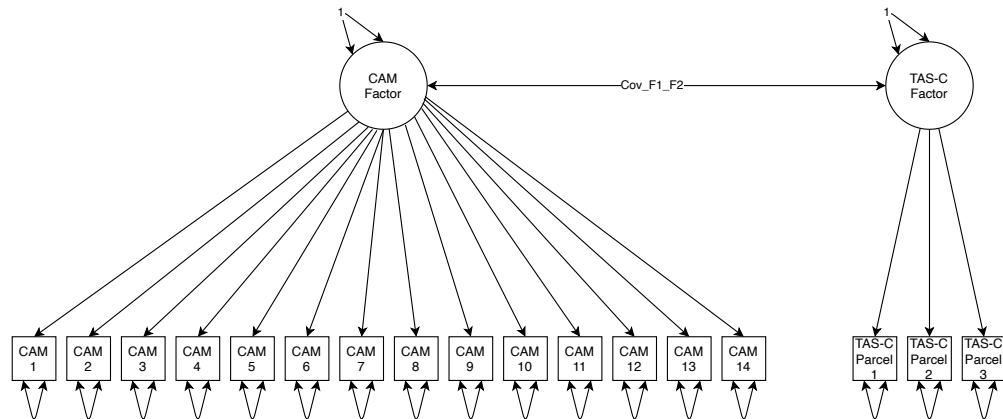 1
1
CAM
Factor
Cov_F1_F2
TAS-C
Factor
CAM
1
CAM
2
CAM
3
CAM
4
CAM
5
CAM
6
CAM
7
CAM
8
CAM
9
CAM
10
CAM
11
CAM
12
CAM
13
CAM
14
TAS-C
Parcel
1
TAS-C
Parcel
2
TAS-C
Parcel
3